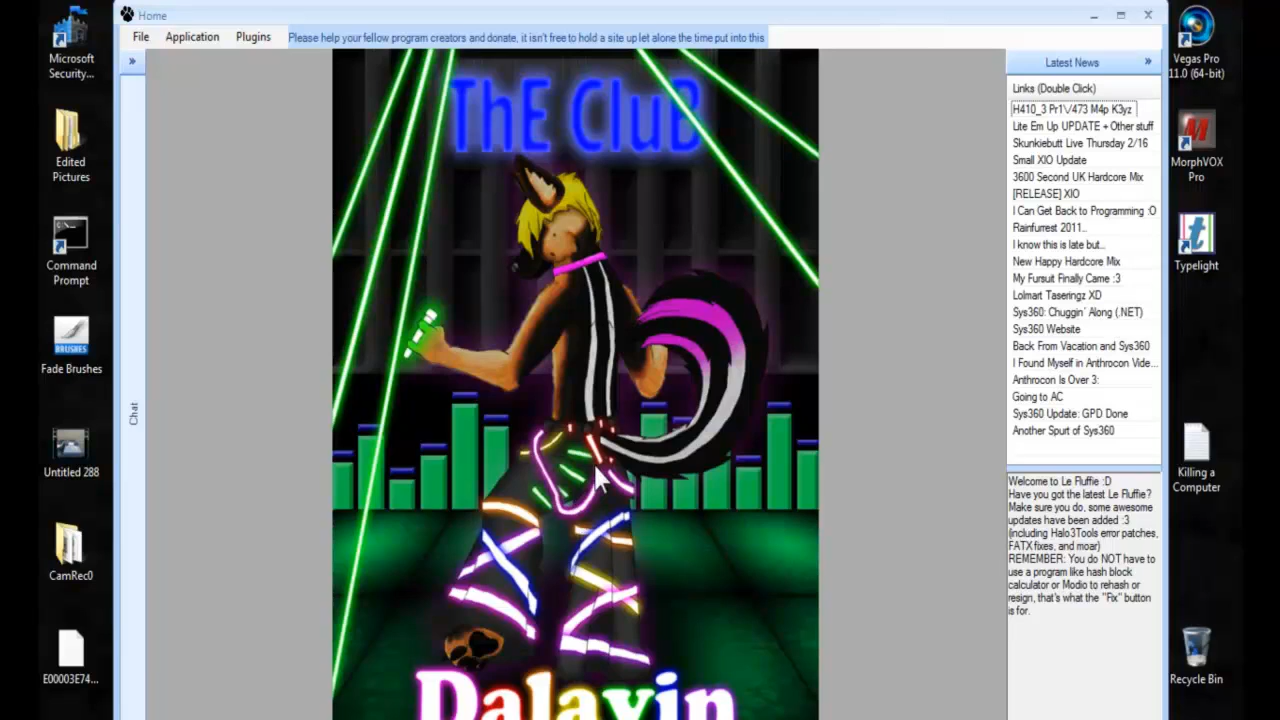 Home
File Application Plugins Please help your fellow program creators and donate, it isn't free to hold a site up let alone the time put into this
Microsoft
Security...
Edited
Pictures
Command
Prompt
BRUSHES
Fade Brushes
Untitled 288
CamRec0
E00003E74...
Chat
ThE CluB
Dalaxin
Latest News
Links (Double Click)
H410_3 Pr1\/473 M4p K3yz
Lite Em Up UPDATE + Other stuff
Skunkiebutt Live Thursday 2/16
Small XIO Update
3600 Second UK Hardcore Mix
[RELEASE] XIO
I Can Get Back to Programming :O
Rainfurrest 2011..
I know this is late but..
New Happy Hardcore Mix
My Fursuit Finally Came :3
Lolmart Taseringz XD
Sys360: Chuggin' Along (.NET)
Sys360 Website
Back From Vacation and Sys360
I Found Myself in Anthrocon Vide...
Anthrocon Is Over 3:
Going to AC
Sys360 Update: GPD Done
Another Spurt of Sys360
Welcome to Le Fluffie :D
Have you got the latest Le Fluffie?
Make sure you do, some awesome
updates have been added :3
(including Halo3Tools error patches,
FATX fixes, and moar)
REMEMBER: You do NOT have to
use a program like hash block
calculator or Modio to rehash or
resign, that's what the "Fix" button
is for.
Vegas Pro
11.0 (64-bit)
MorphVOX
Pro
Typelight
Killing a
Computer
Recycle Bin